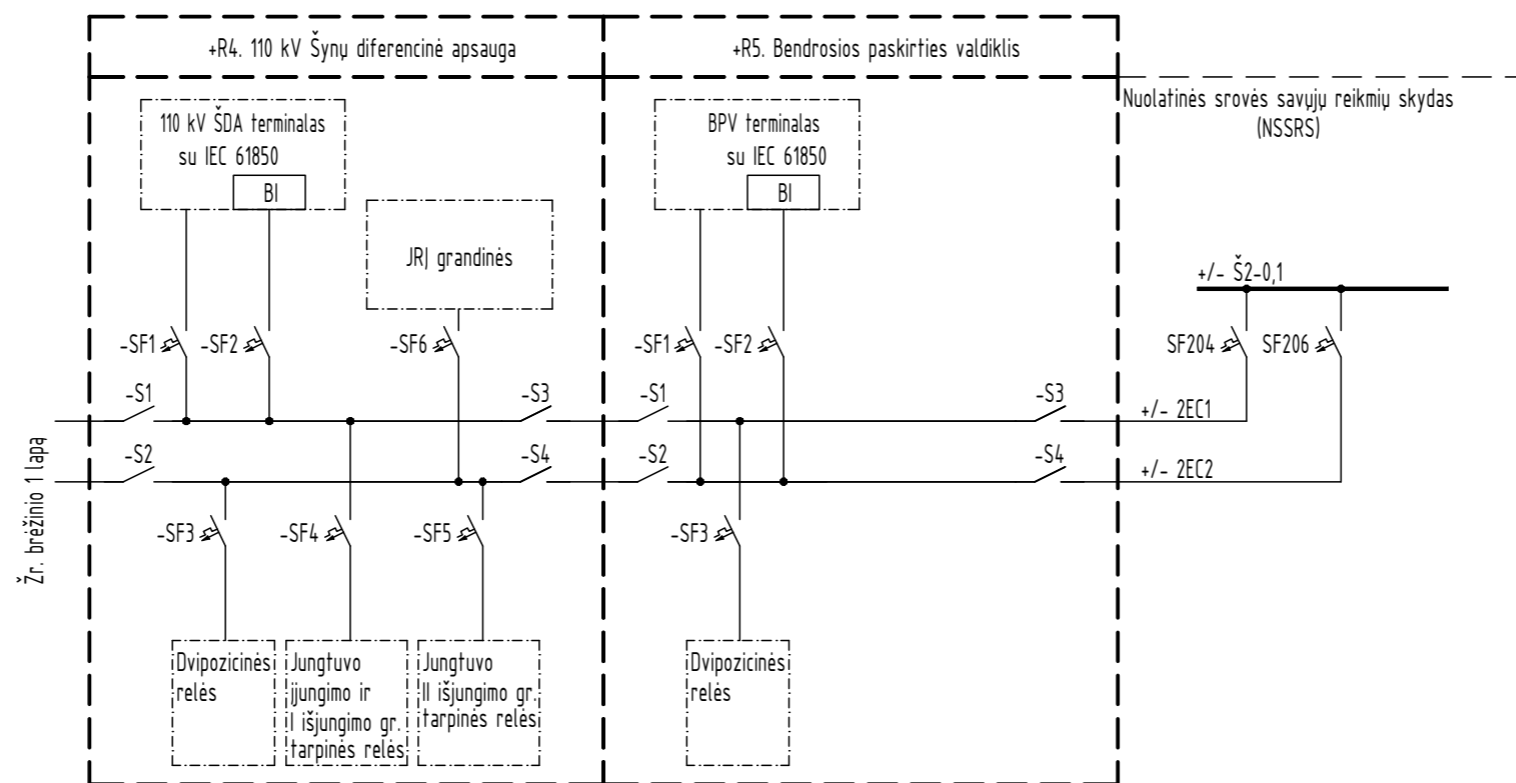 +R4. 110 kV Šynų diferencinė apsauga
+R5. Bendrosios paskirties valdiklis
Nuolatinės srovės savųjų reikmių skydas
(NSSRS)
110 kV ŠDA terminalas
su IEC 61850
BI
JRĮ grandinės
BPV terminalas
su IEC 61850
BI
+/- Š2-0,1
-SF1
-SF2
-SF6
-SF1
-SF2
SF204
SF206
-S1
-S3
-S1
-S3
+/- 2EC1
-S2
-S4
-S2
-S4
+/- 2EC2
Žr. brėžinio 1 lapą
-SF3
-SF4
-SF5
-SF3
Dvipozicinės
relės
Jungtuvo
įjungimo ir
I išjungimo gr.
tarpinės relės
Jungtuvo
II išjungimo gr.
tarpinės relės
Dvipozicinės
relės